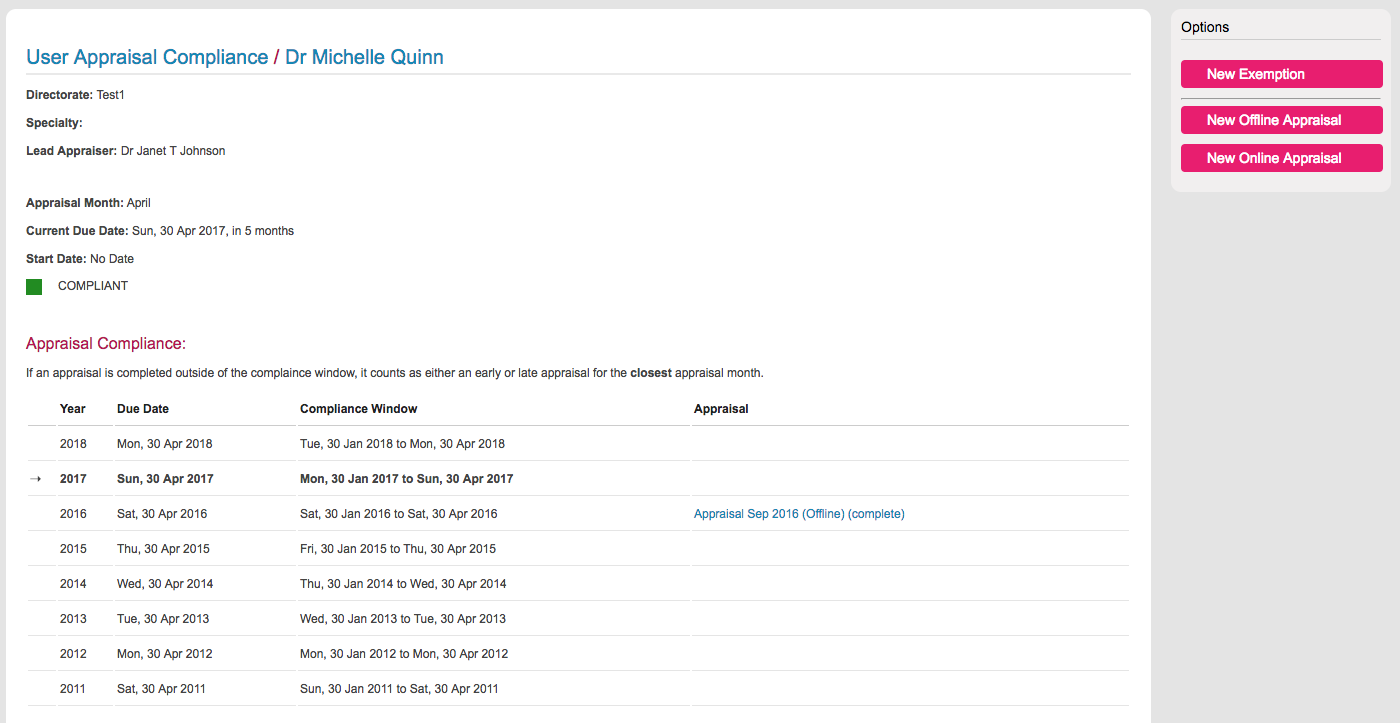 User Appraisal Compliance / Dr Michelle Quinn
Directorate: Test1
Specialty:
Lead Appraiser: Dr Janet T Johnson
Appraisal Month: April
Current Due Date: Sun, 30 Apr 2017, in 5 months
Start Date: No Date
COMPLIANT
Appraisal Compliance:
If an appraisal is completed outside of the complaince window, it counts as either an early or late appraisal for the closest appraisal month.
Year Due Date Compliance Window Appraisal
2018 Mon, 30 Apr 2018 Tue, 30 Jan 2018 to Mon, 30 Apr 2018
→ 2017 Sun, 30 Apr 2017 Mon, 30 Jan 2017 to Sun, 30 Apr 2017
2016 Sat, 30 Apr 2016 Sat, 30 Jan 2016 to Sat, 30 Apr 2016 Appraisal Sep 2016 (Offline) (complete)
2015 Thu, 30 Apr 2015 Fri, 30 Jan 2015 to Thu, 30 Apr 2015
2014 Wed, 30 Apr 2014 Thu, 30 Jan 2014 to Wed, 30 Apr 2014
2013 Tue, 30 Apr 2013 Wed, 30 Jan 2013 to Tue, 30 Apr 2013
2012 Mon, 30 Apr 2012 Mon, 30 Jan 2012 to Mon, 30 Apr 2012
2011 Sat, 30 Apr 2011 Sun, 30 Jan 2011 to Sat, 30 Apr 2011
Options
New Exemption
New Offline Appraisal
New Online Appraisal